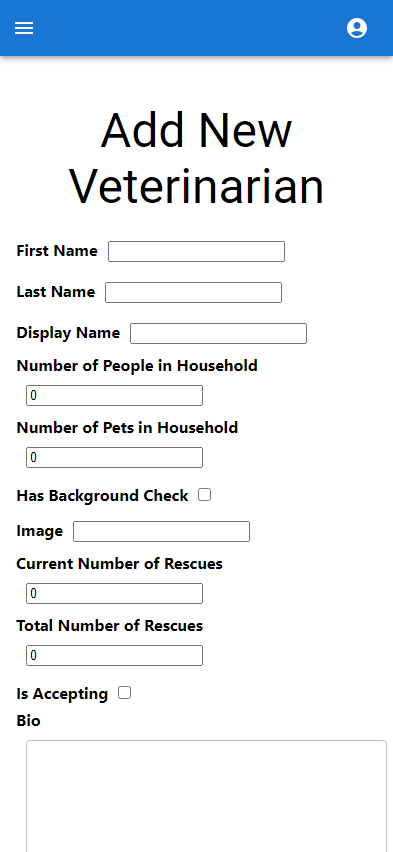 Add New
Veterinarian
First Name
Last Name
Display Name
Number of People in Household
0
Number of Pets in Household
0
Has Background Check
Image
Current Number of Rescues
0
Total Number of Rescues
0
Is Accepting
Bio